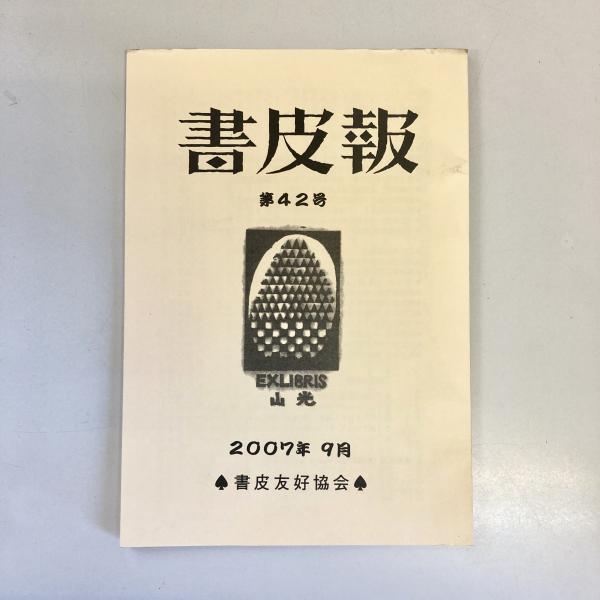 書皮報
第42号
EXLIBRIS
山光
2007年 9月
♠書皮友好協会♠